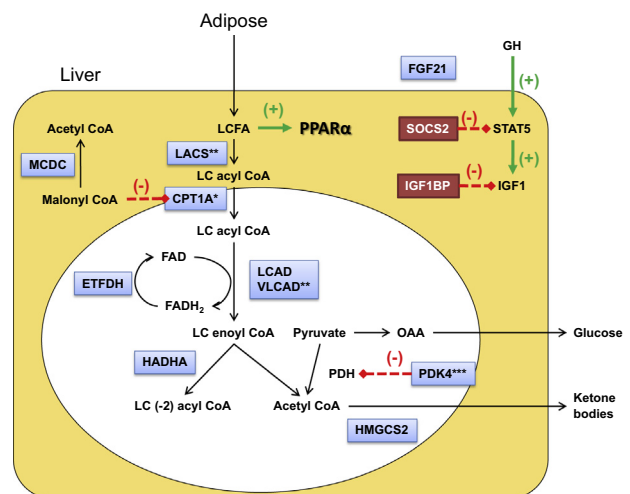 Adipose
GH
FGF21
Liver
(+)
(+)
Acetyl CoA
LCFA
PPARα
SOCS2
(-)
STAT5
LACS**
MCDC
(+)
LC acyl CoA
(-)
Malonyl CoA
(-)
CPT1A*
IGF1BP
IGF1
LC acyl CoA
FAD
ETFDH
LCAD
VLCAD**
FADH2
LC enoyl CoA
Pyruvate
OAA
Glucose
HADHA
(-)
PDH
PDK4***
LC (-2) acyl CoA
Acetyl CoA
Ketone
bodies
HMGCS2